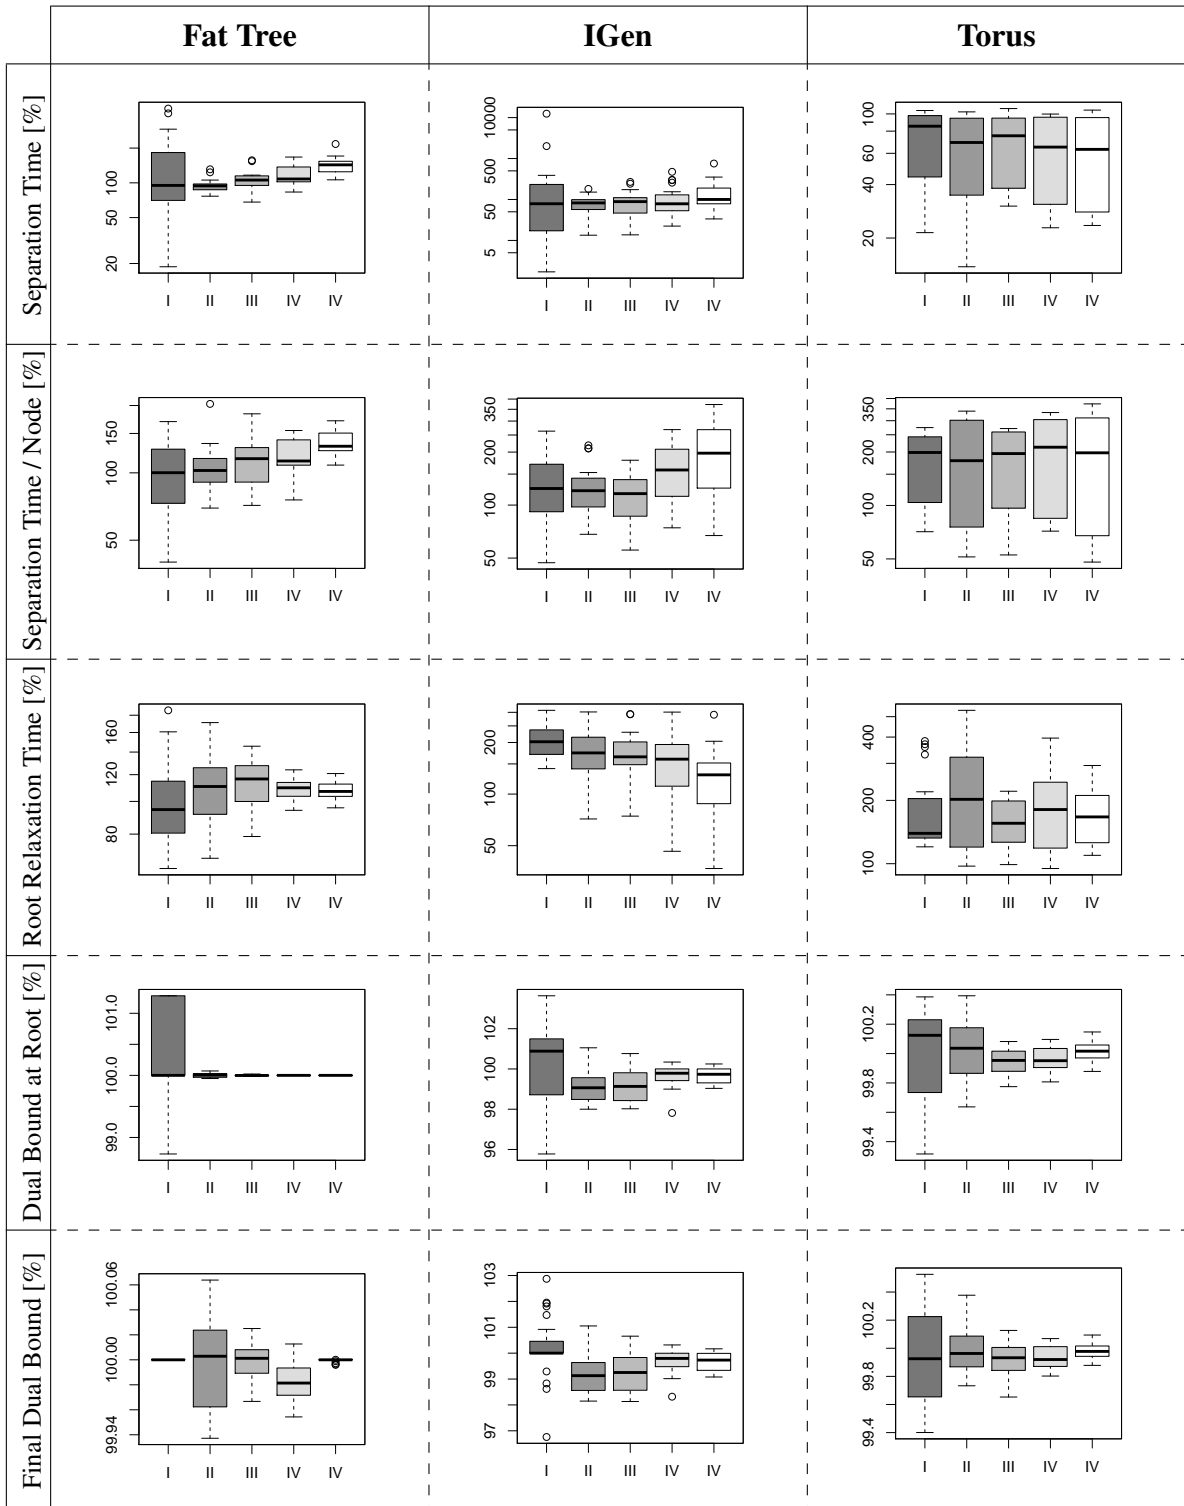 Fat Tree IGen Torus
Separation Time [%]
20 50 100
I II III IV IV
5 50 500 10000
I II III IV IV
20 40 60 100
I II III IV IV
Separation Time / Node [%]
50 100 150
I II III IV IV
50 100 200 350
I II III IV IV
50 100 200 350
I II III IV IV
Root Relaxation Time [%]
80 120 160
I II III IV IV
50 100 200
I II III IV IV
100 200 400
I II III IV IV
Dual Bound at Root [%]
99.0 100.0 101.0
I II III IV IV
96 98 100 102
I II III IV IV
99.4 99.8 100.2
I II III IV IV
Final Dual Bound [%]
99.94 100.00 100.06
I II III IV IV
97 99 101 103
I II III IV IV
99.4 99.8 100.2
I II III IV IV